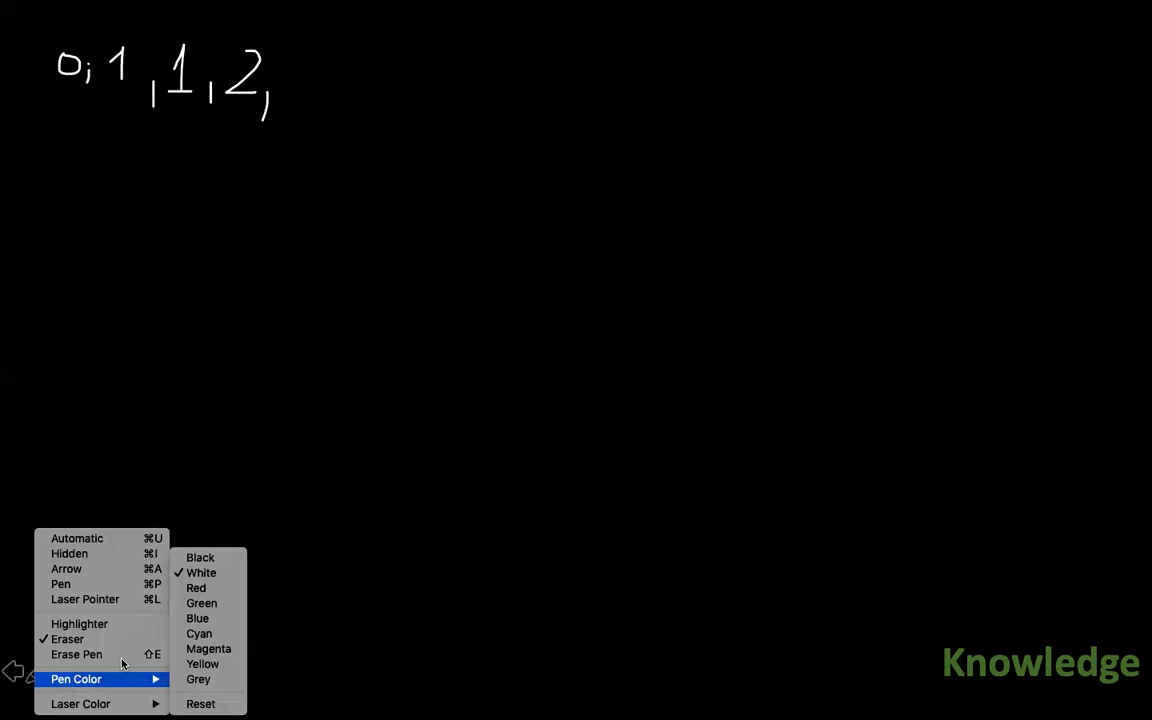 0, 1, 1, 2,
Automatic ⌘U
Hidden ⌘I
Arrow ⌘A
Pen ⌘P
Laser Pointer ⌘L
Highlighter
✓ Eraser
Erase Pen ⇧E
Pen Color ▶
Laser Color ▶
Black
✓ White
Red
Green
Blue
Cyan
Magenta
Yellow
Grey
Reset
Knowledge